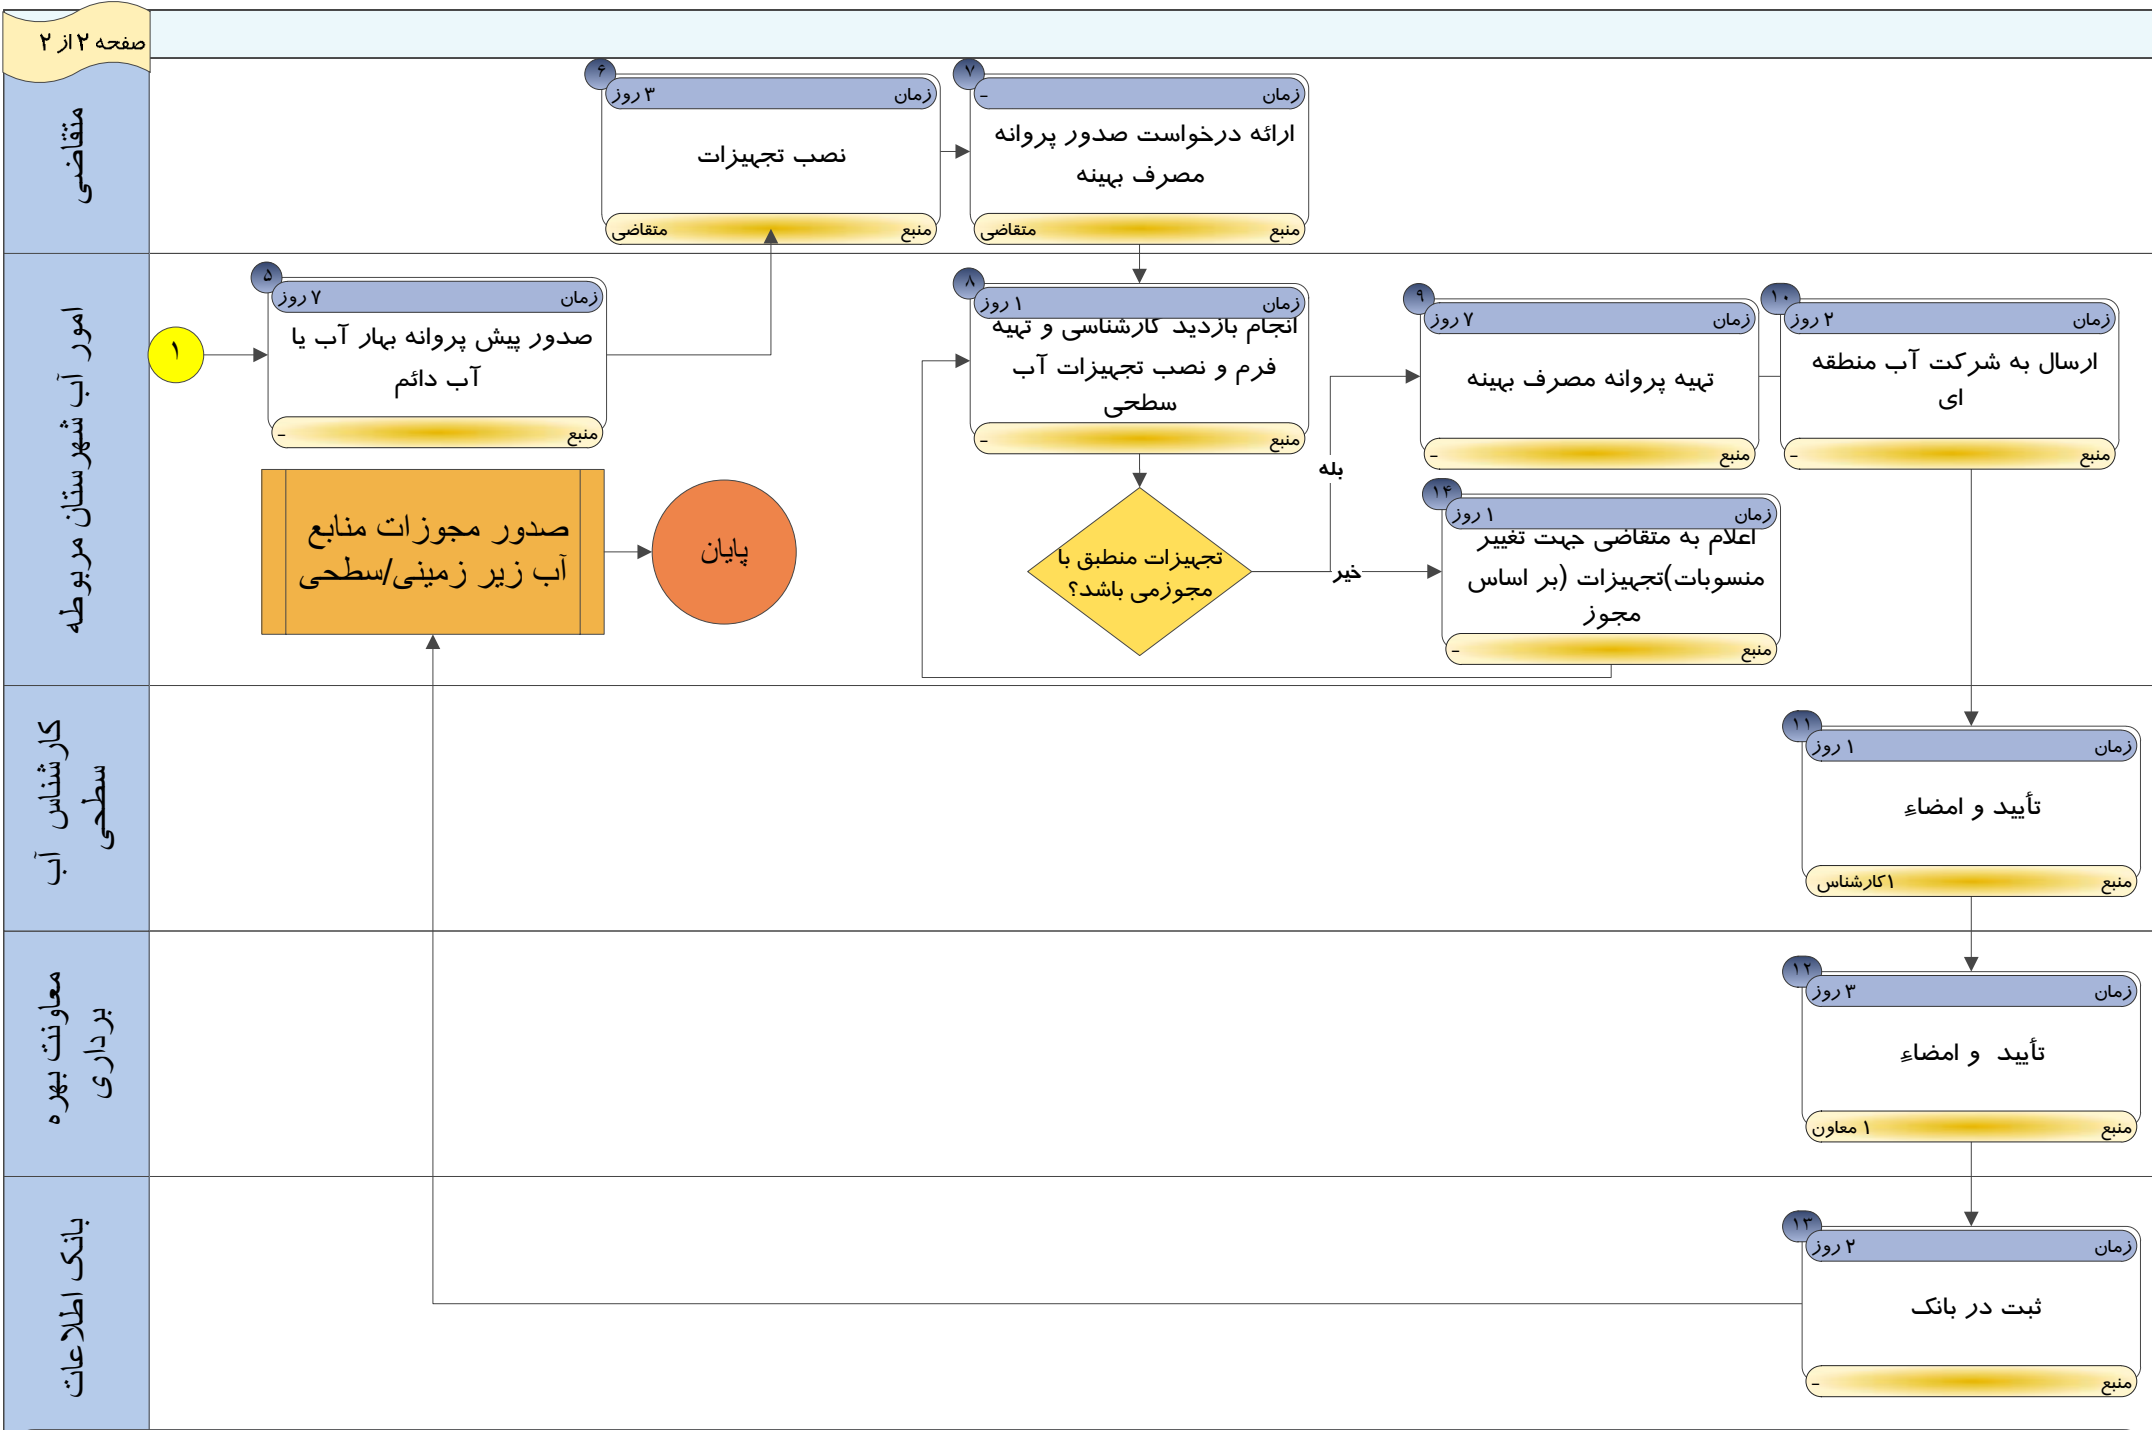 صفحه ۲ از ۲
متقاضی
۶
زمان
۳ روز
نصب تجهیزات
منبع
متقاضی
۷
زمان
-
ارائه درخواست صدور پروانه
مصرف بهینه
منبع
متقاضی
امور آب شهرستان مربوطه
۱
۵
زمان
۷ روز
صدور پیش پروانه بهار آب یا
آب دائم
منبع
-
۸
زمان
۱ روز
انجام بازدید کارشناسی و تهیه
فرم و نصب تجهیزات آب
سطحی
منبع
-
تجهیزات منطبق با
مجوزمی باشد؟
بله
خیر
۹
زمان
۷ روز
تهیه پروانه مصرف بهینه
منبع
-
۱۰
زمان
۲ روز
ارسال به شرکت آب منطقه
ای
منبع
-
۱۴
زمان
۱ روز
اعلام به متقاضی جهت تغییر
منسوبات)تجهیزات (بر اساس
مجوز
منبع
-
صدور مجوزات منابع
آب زیر زمینی/سطحی
پایان
کارشناس آب
سطحی
۱۱
زمان
۱ روز
تأیید و امضاءِ
منبع
۱کارشناس
معاونت بهره
برداری
۱۲
زمان
۳ روز
تأیید و امضاءِ
منبع
۱ معاون
بانک اطلاعات
۱۳
زمان
۲ روز
ثبت در بانک
منبع
-